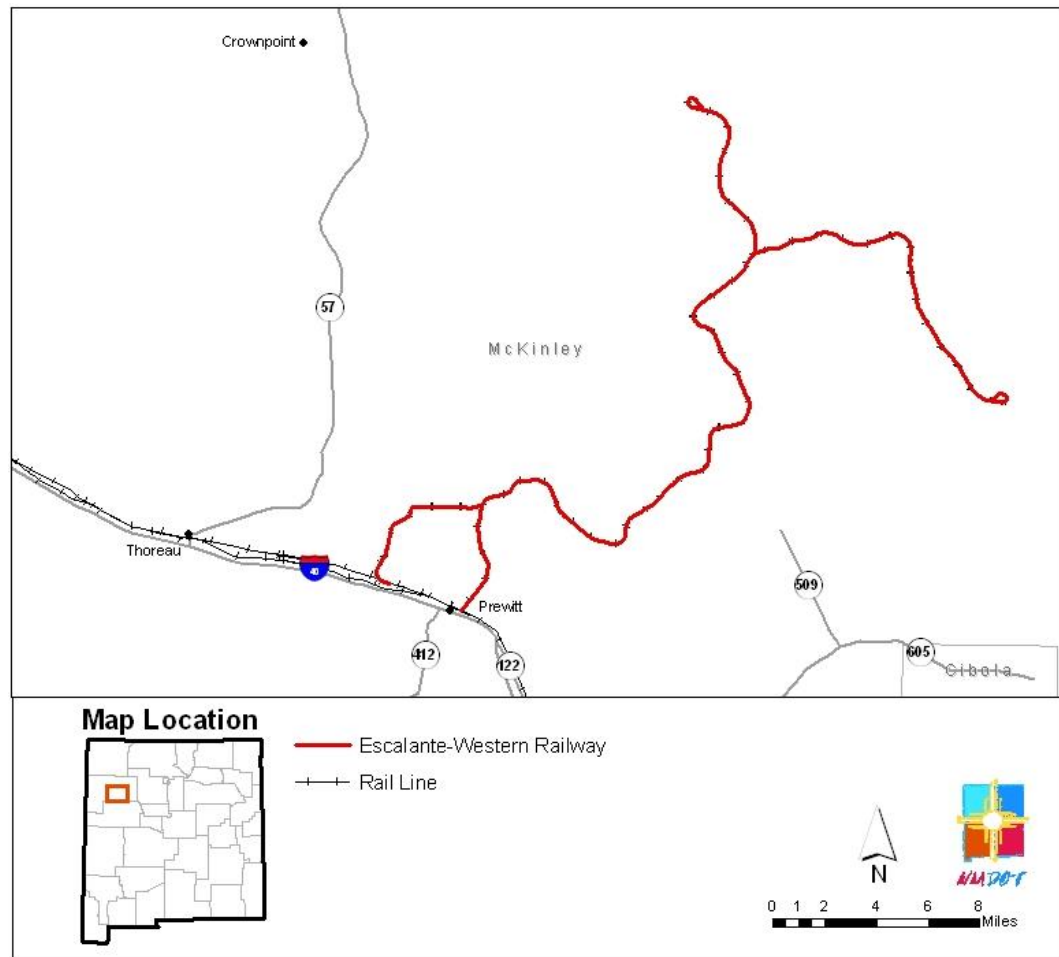 Crownpoint
57
McKinley
Thoreau
40
Prewitt
509
412
122
605
Cibola
Map Location
Escalante-Western Railway
Rail Line
N
NMDOT
0 1 2 4 6 8
Miles